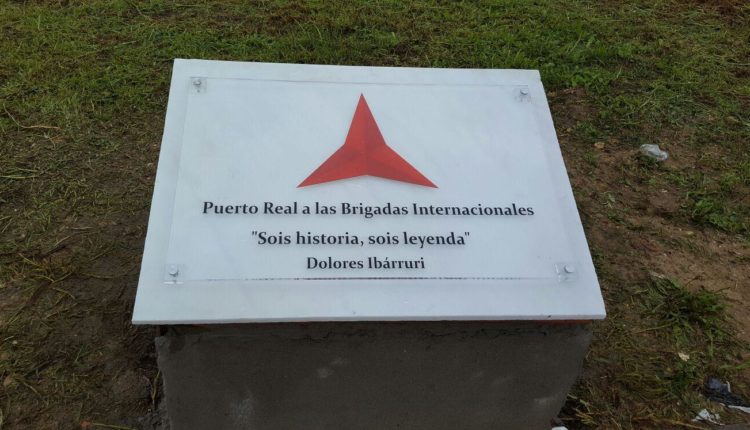 Puerto Real a las Brigadas Internacionales
"Sois historia, sois leyenda"
Dolores Ibárruri